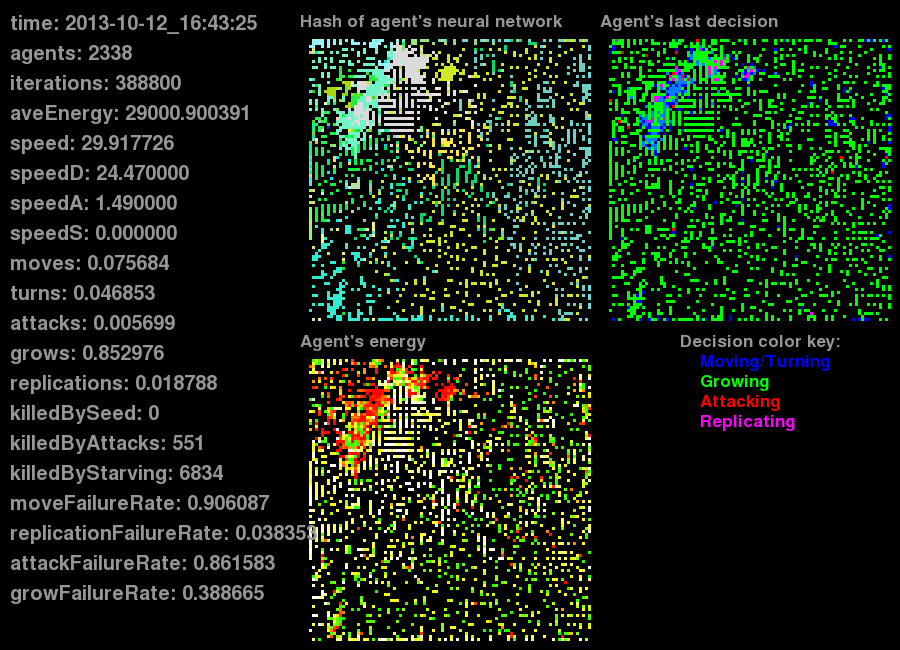 time: 2013-10-12_16:43:25
agents: 2338
iterations: 388800
aveEnergy: 29000.900391
speed: 29.917726
speedD: 24.470000
speedA: 1.490000
speedS: 0.000000
moves: 0.075684
turns: 0.046853
attacks: 0.005699
grows: 0.852976
replications: 0.018788
killedBySeed: 0
killedByAttacks: 551
killedByStarving: 6834
moveFailureRate: 0.906087
replicationFailureRate: 0.038353
attackFailureRate: 0.861583
growFailureRate: 0.388665
Hash of agent's neural network
Agent's last decision
Agent's energy
Decision color key:
Moving/Turning
Growing
Attacking
Replicating